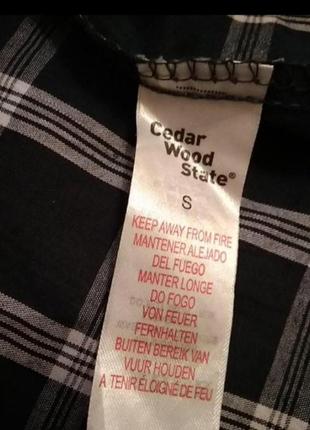 Cedar
Wood
State®
S
KEEP AWAY FROM FIRE
MANTENER ALEJADO
DEL FUEGO
MANTER LONGE
DO FOGO
VON FEUER
FERNHALTEN
BUITEN BEREIK VAN
VUUR HOUDEN
A TENIR ÉLOIGNÉ DE FEU